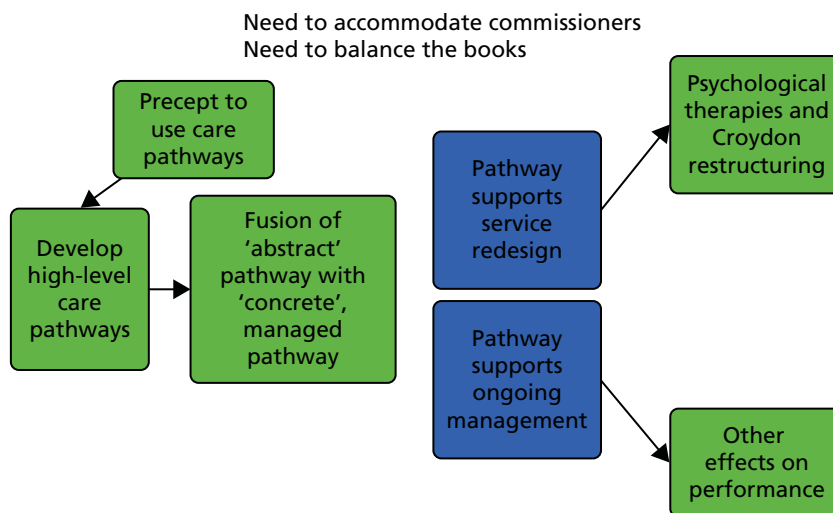 Need to accommodate commissioners
Need to balance the books
Precept to
use care
pathways
Develop
high-level
care
pathways
Fusion of
‘abstract’
pathway with
‘concrete’,
managed
pathway
Pathway
supports
service
redesign
Pathway
supports
ongoing
management
Psychological
therapies and
Croydon
restructuring
Other
effects on
performance